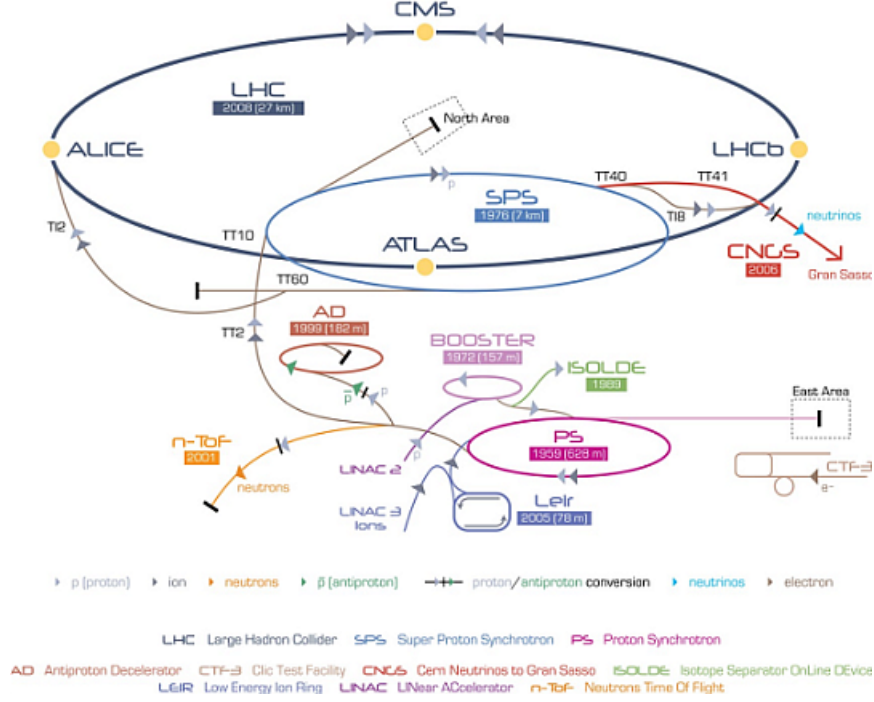 CMS
LHC
2008 (27 km)
North Area
ALICE
LHCb
TT40
TT41
SPS
1976 (7 km)
TI8
neutrinos
TI2
TT10
ATLAS
CNGS
2006
Gran Sasso
TT60
AD
1999 (182 m)
TT2
BOOSTER
1972 (157 m)
ISOLDE
1989
p
p
p̅
p
East Area
n-ToF
2001
PS
1959 (628 m)
LINAC 2
p
neutrons
CTF-3
e-
LINAC 3
Ions
Leir
2005 (78 m)
p (proton) ion neutrons p̅ (antiproton) proton/antiproton conversion neutrinos electron
LHC Large Hadron Collider SPS Super Proton Synchrotron PS Proton Synchrotron
AD Antiproton Decelerator CTF-3 Clic Test Facility CNGS Cern Neutrinos to Gran Sasso ISOLDE Isotope Separator OnLine DEvice
LEIR Low Energy Ion Ring LINAC LINear ACcelerator n-ToF Neutrons Time Of Flight